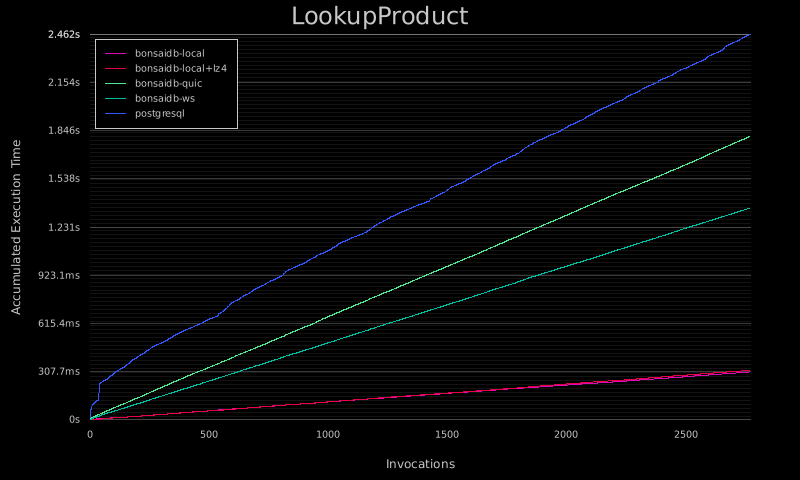 LookupProduct
2.462s
2.154s
1.846s
1.538s
1.231s
923.1ms
615.4ms
307.7ms
0s
Accumulated Execution Time
bonsaidb-local
bonsaidb-local+lz4
bonsaidb-quic
bonsaidb-ws
postgresql
0
500
1000
1500
2000
2500
Invocations